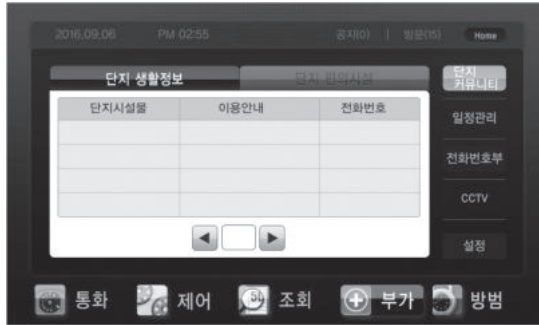 2016.09.06 PM 02:55 공지(0) | 방문(15) Home
단지 생활정보 단지 편의시설
단지시설물 이용안내 전화번호
단지
커뮤니티
일정관리
전화번호부
CCTV
설정
통화 제어 조회 부가 방범